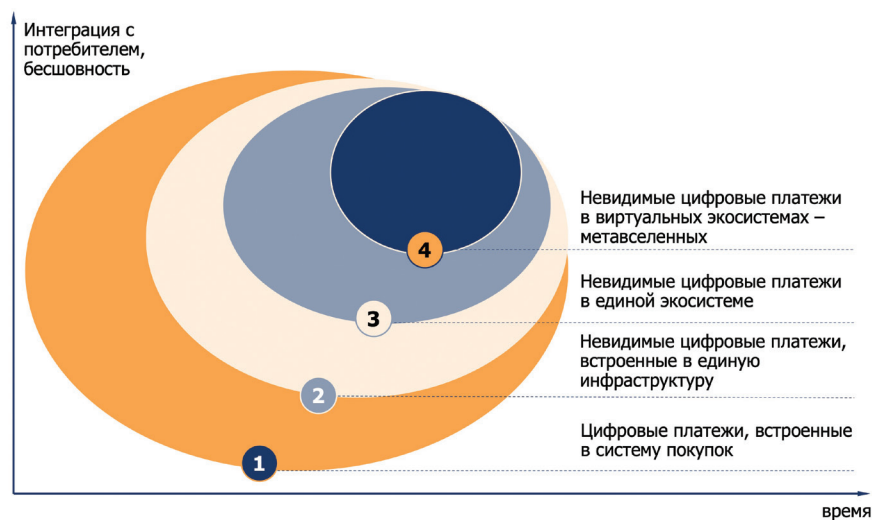 Интеграция с
потребителем,
бесшовность
Невидимые цифровые платежи
в виртуальных экосистемах –
метавселенных
4
Невидимые цифровые платежи
в единой экосистеме
3
Невидимые цифровые платежи,
встроенные в единую
инфраструктуру
2
Цифровые платежи, встроенные
в систему покупок
1
время